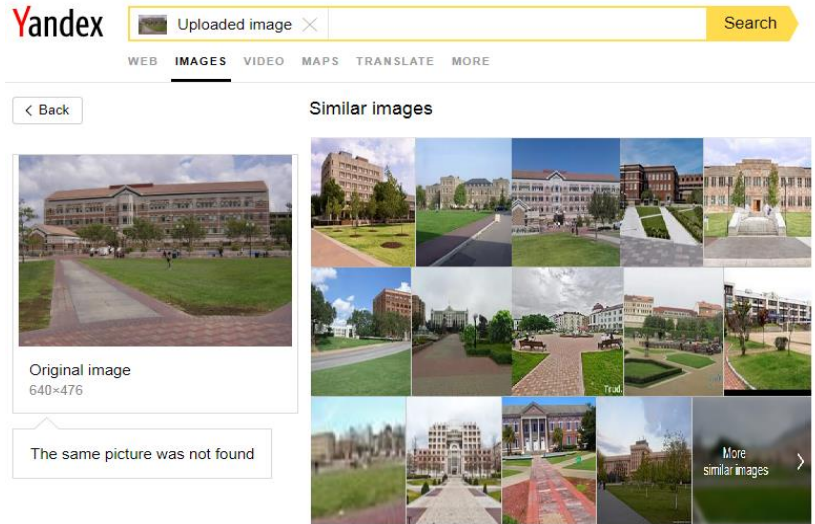 Yandex
Uploaded image
Search
WEB IMAGES VIDEO MAPS TRANSLATE MORE
Back
Similar images
Original image
640×476
The same picture was not found
Trud.
More
similar images